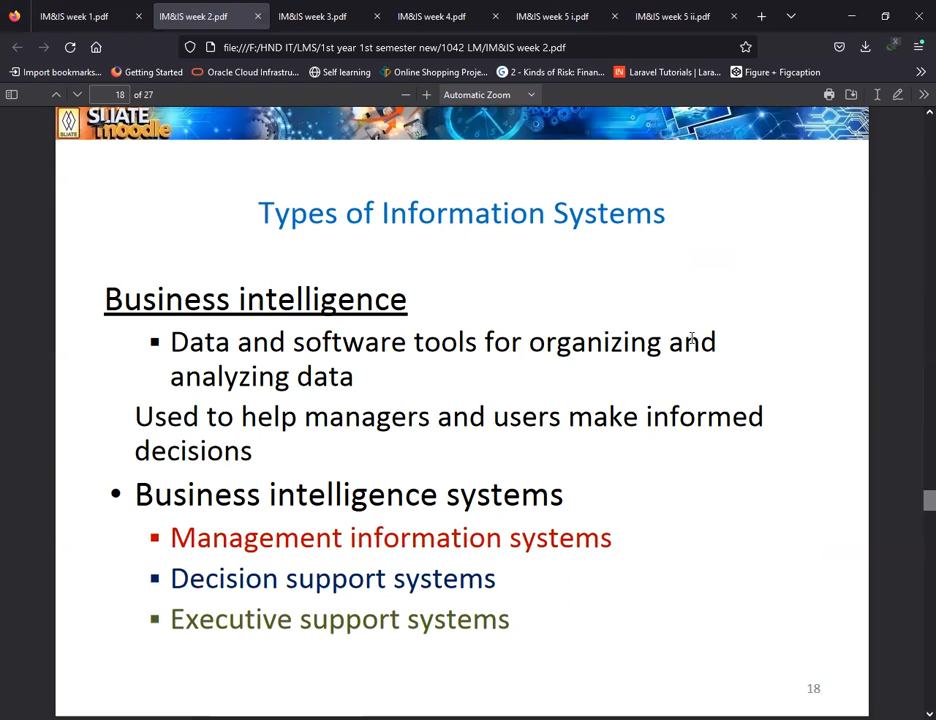 IM&IS week 1.pdf
IM&IS week 2.pdf
IM&IS week 3.pdf
IM&IS week 4.pdf
IM&IS week 5 i.pdf
IM&IS week 5 ii.pdf
file:///F:/HND IT/LMS/1st year 1st semester new/1042 LM/IM&IS week 2.pdf
Import bookmarks...
Getting Started
Oracle Cloud Infrastru...
Self learning
Online Shopping Proje...
2 - Kinds of Risk: Finan...
Laravel Tutorials | Lara...
Figure + Figcaption
18 of 27
Automatic Zoom
SLIATE
SLIATE
moodle
Types of Information Systems
Business intelligence
▪ Data and software tools for organizing and
analyzing data
Used to help managers and users make informed
decisions
• Business intelligence systems
▪ Management information systems
▪ Decision support systems
▪ Executive support systems
18